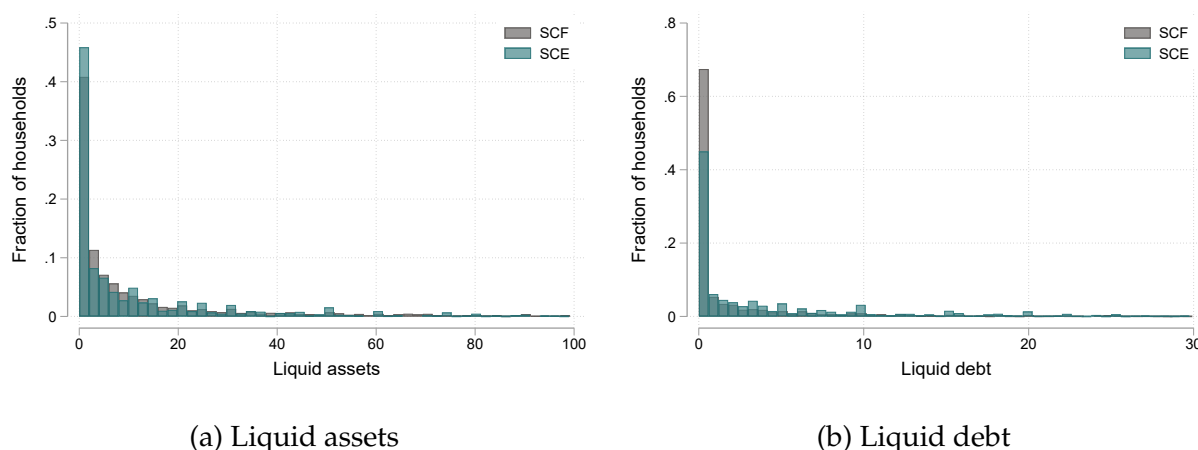 SCF
SCE
Fraction of households
.5
.4
.3
.2
.1
0
0 20 40 60 80 100
Liquid assets
(a) Liquid assets
SCF
SCE
Fraction of households
.8
.6
.4
.2
0
0 10 20 30
Liquid debt
(b) Liquid debt